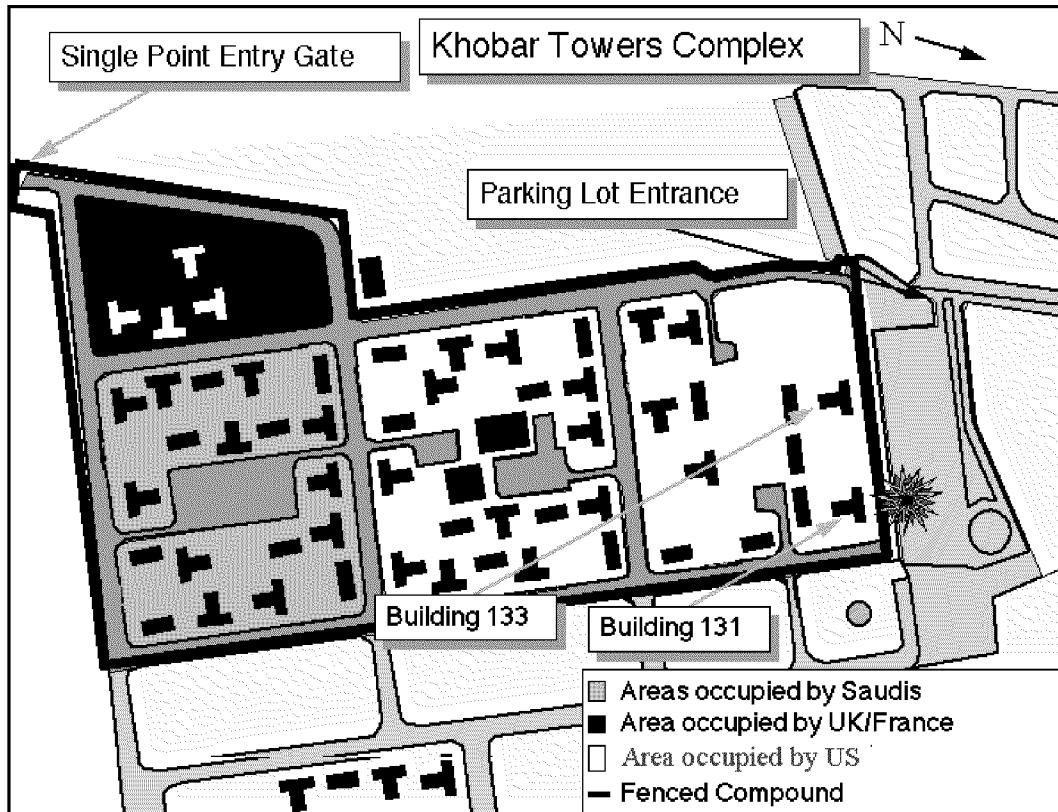 Single Point Entry Gate
Khobar Towers Complex
N
Parking Lot Entrance
Building 133
Building 131
Areas occupied by Saudis
Area occupied by UK/France
Area occupied by US
Fenced Compound